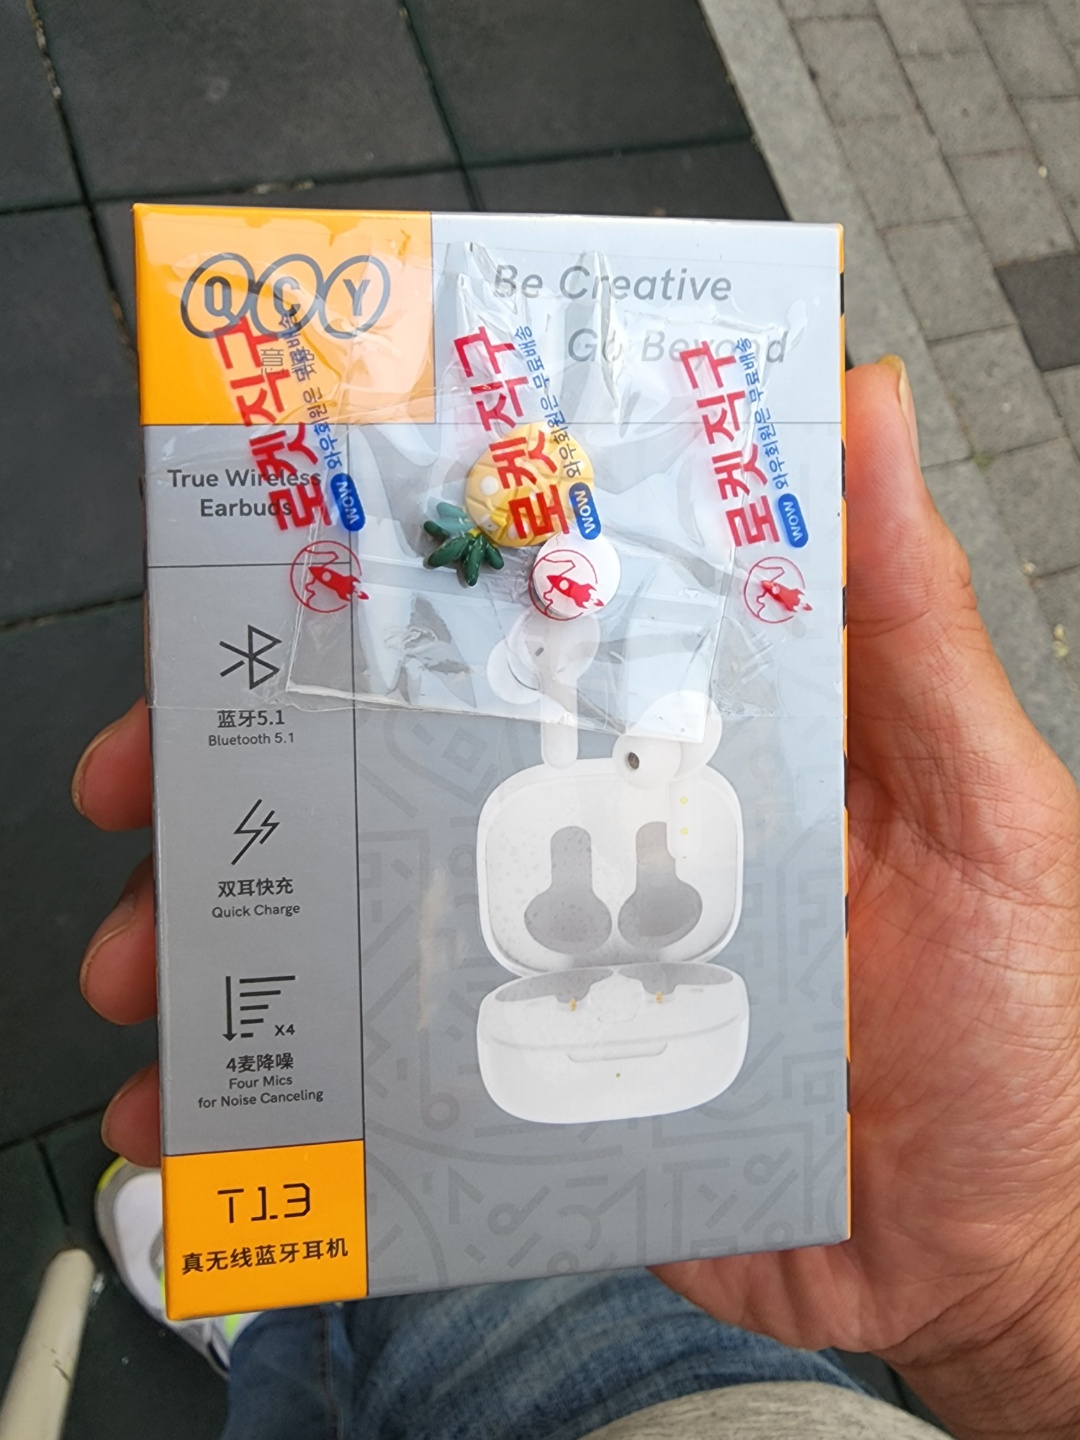 QCY
Be Creative
Go Beyond
로켓직구
와우회원은 무료배송
WOW
로켓직구
와우회원은 무료배송
WOW
로켓직구
와우회원은 무료배송
WOW
True Wireless
Earbuds
蓝牙5.1
Bluetooth 5.1
双耳快充
Quick Charge
X4
4麦降噪
Four Mics
for Noise Canceling
T13
真无线蓝牙耳机